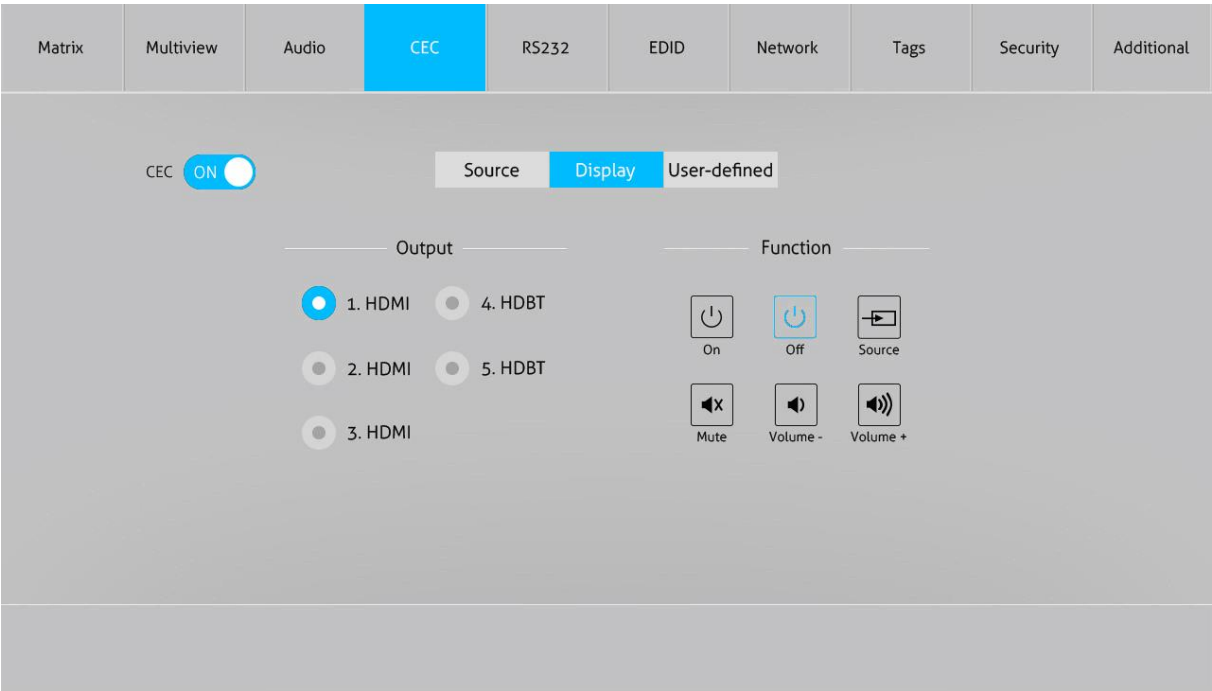 Matrix Multiview Audio CEC RS232 EDID Network Tags Security Additional
CEC ON Source Display User-defined
Output Function
1. HDMI 4. HDBT
On Off Source
2. HDMI 5. HDBT
Mute Volume - Volume +
3. HDMI